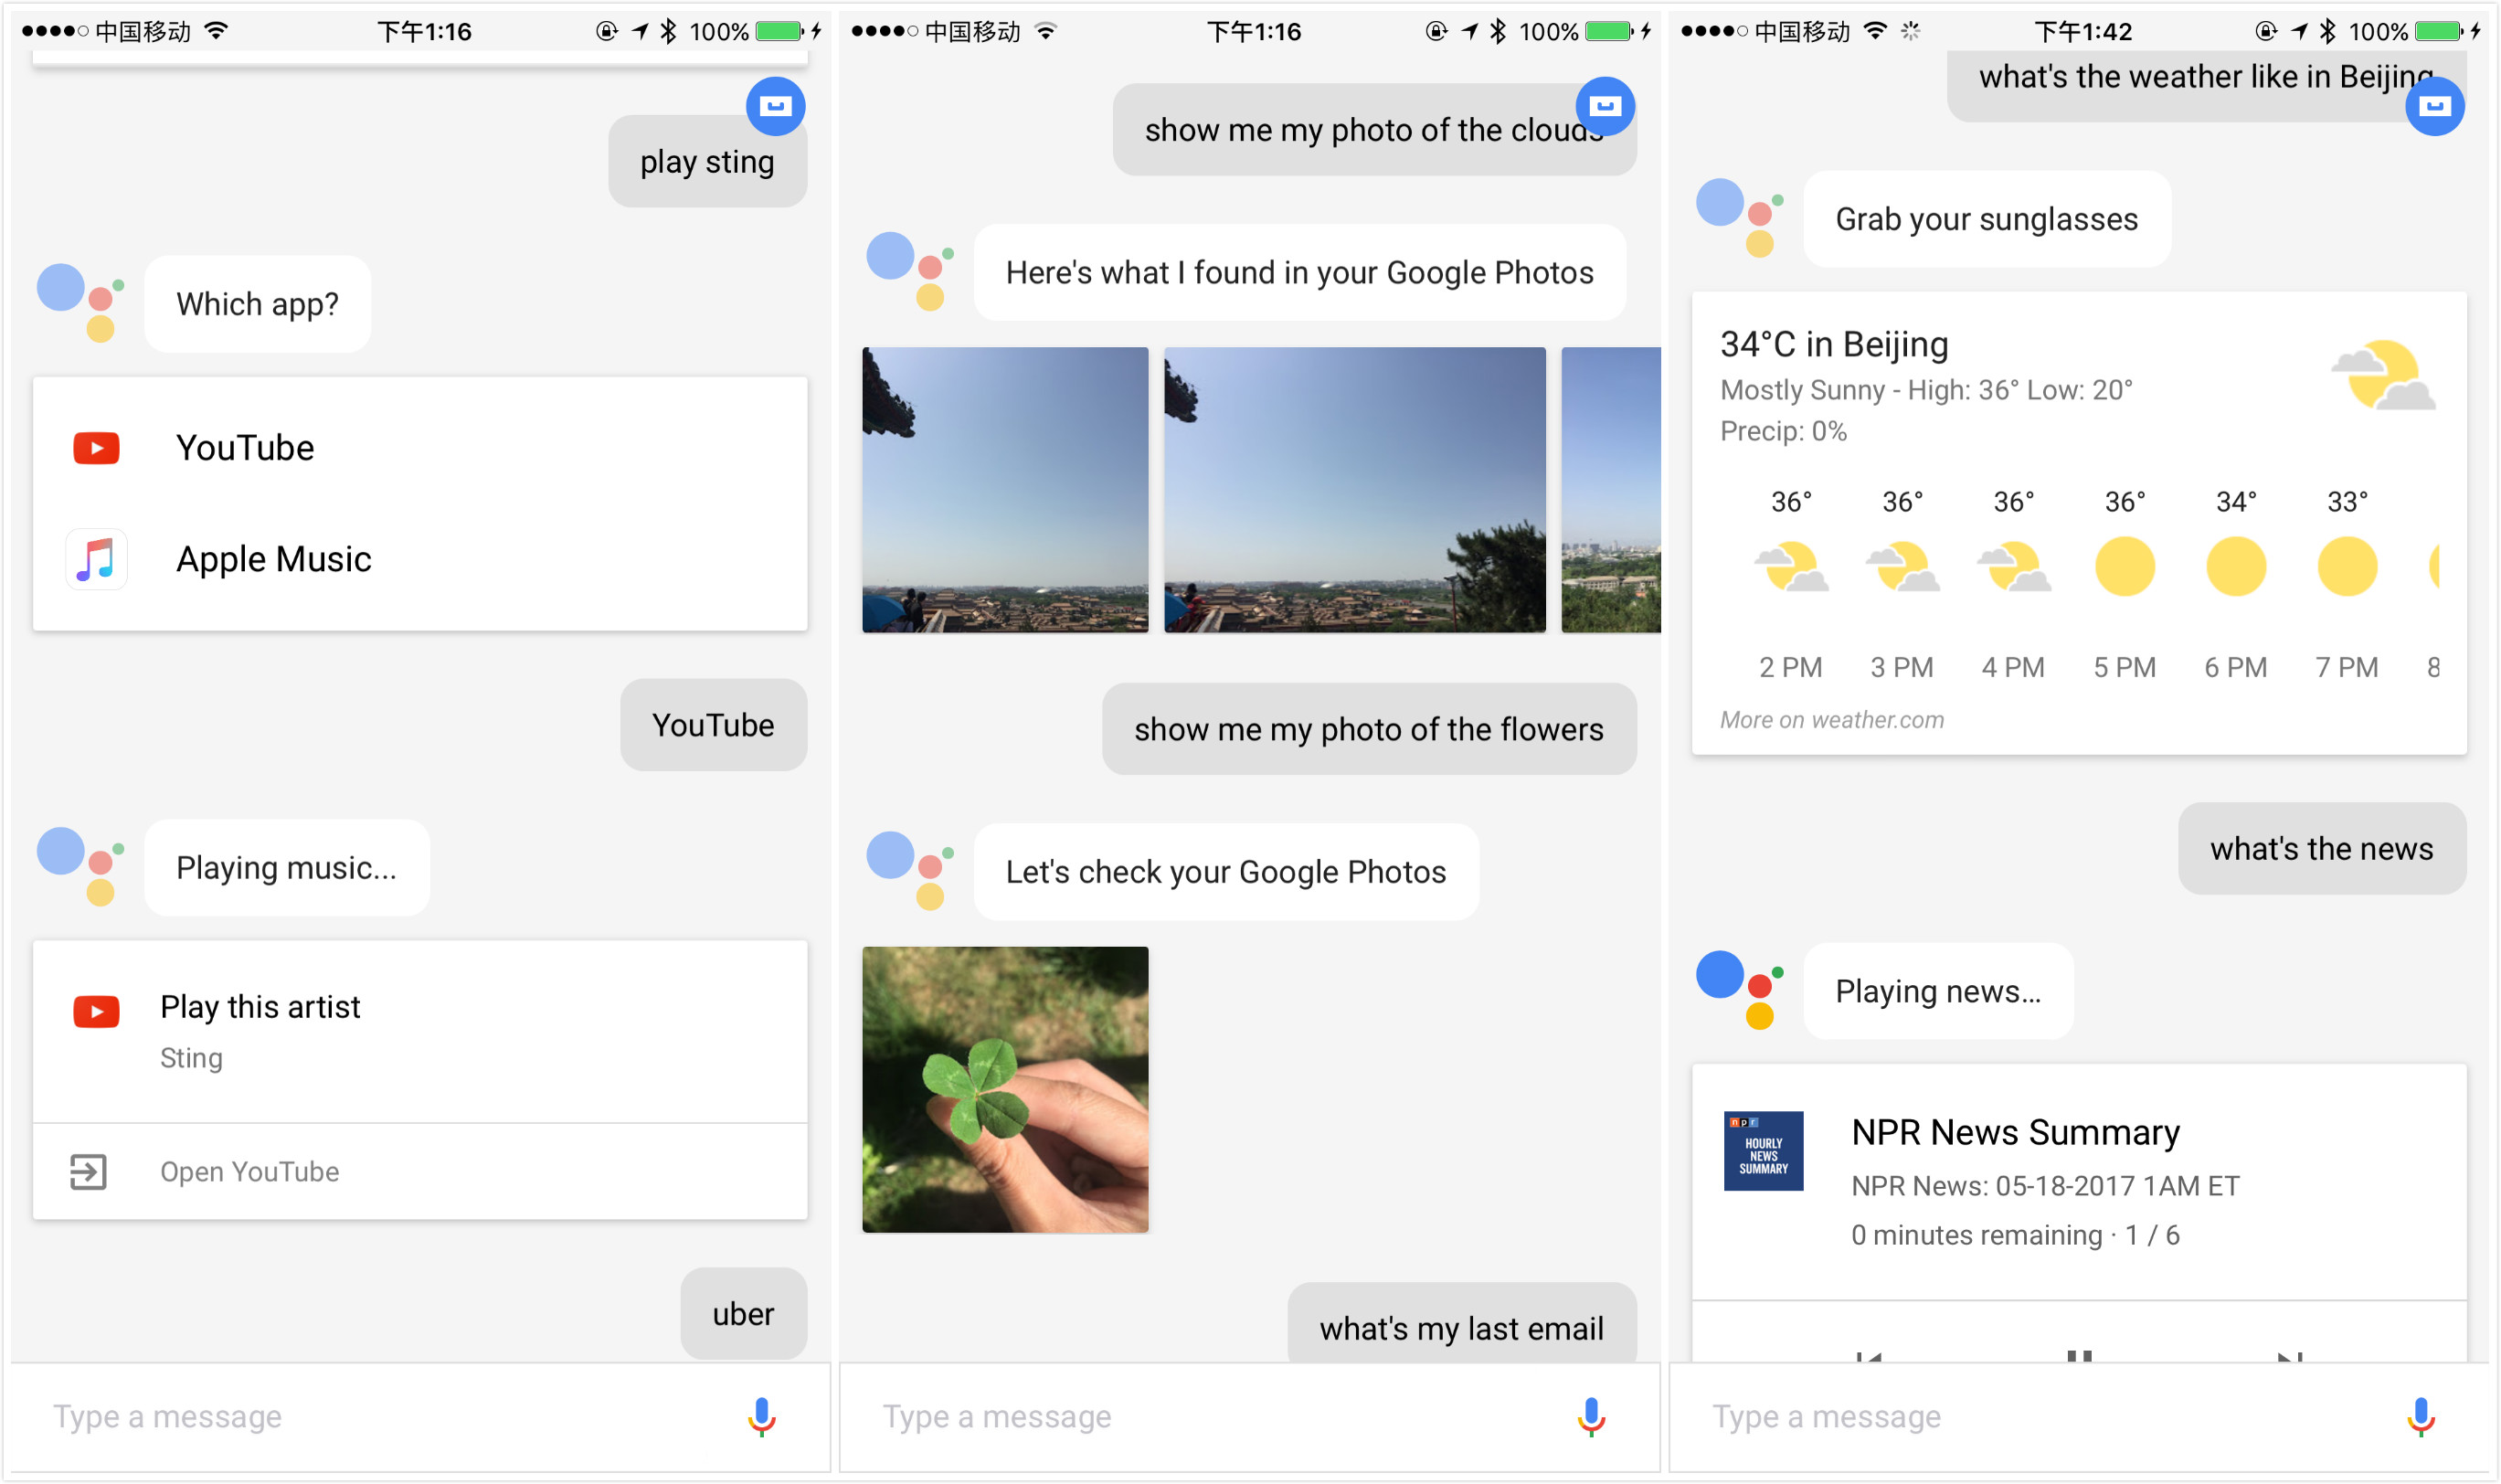 中国移动 下午1:16 100%
play sting
Which app?
YouTube
Apple Music
YouTube
Playing music...
Play this artist
Sting
Open YouTube
uber
Type a message
中国移动 下午1:16 100%
show me my photo of the clouds
Here's what I found in your Google Photos
show me my photo of the flowers
Let's check your Google Photos
what's my last email
Type a message
中国移动 下午1:42 100%
what's the weather like in Beijing
Grab your sunglasses
34°C in Beijing
Mostly Sunny - High: 36° Low: 20°
Precip: 0%
36° 36° 36° 36° 34° 33°
2 PM 3 PM 4 PM 5 PM 6 PM 7 PM 8
More on weather.com
what's the news
Playing news...
npr
HOURLY
NEWS
SUMMARY
NPR News Summary
NPR News: 05-18-2017 1AM ET
0 minutes remaining · 1 / 6
Type a message